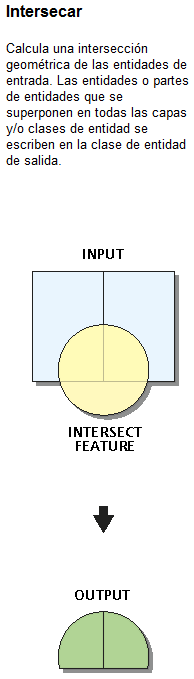 Intersecar
Calcula una intersección
geométrica de las entidades de
entrada. Las entidades o partes
de entidades que se
superponen en todas las capas
y/o clases de entidad se
escriben en la clase de entidad
de salida.
INPUT
INTERSECT
FEATURE
OUTPUT